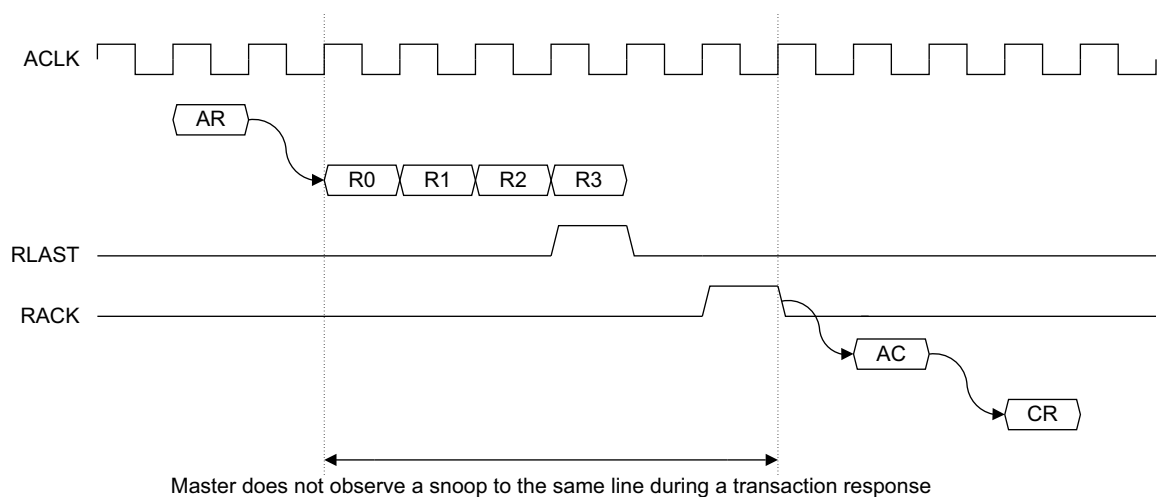 ACLK
AR
R0 R1 R2 R3
RLAST
RACK
AC
CR
Master does not observe a snoop to the same line during a transaction response